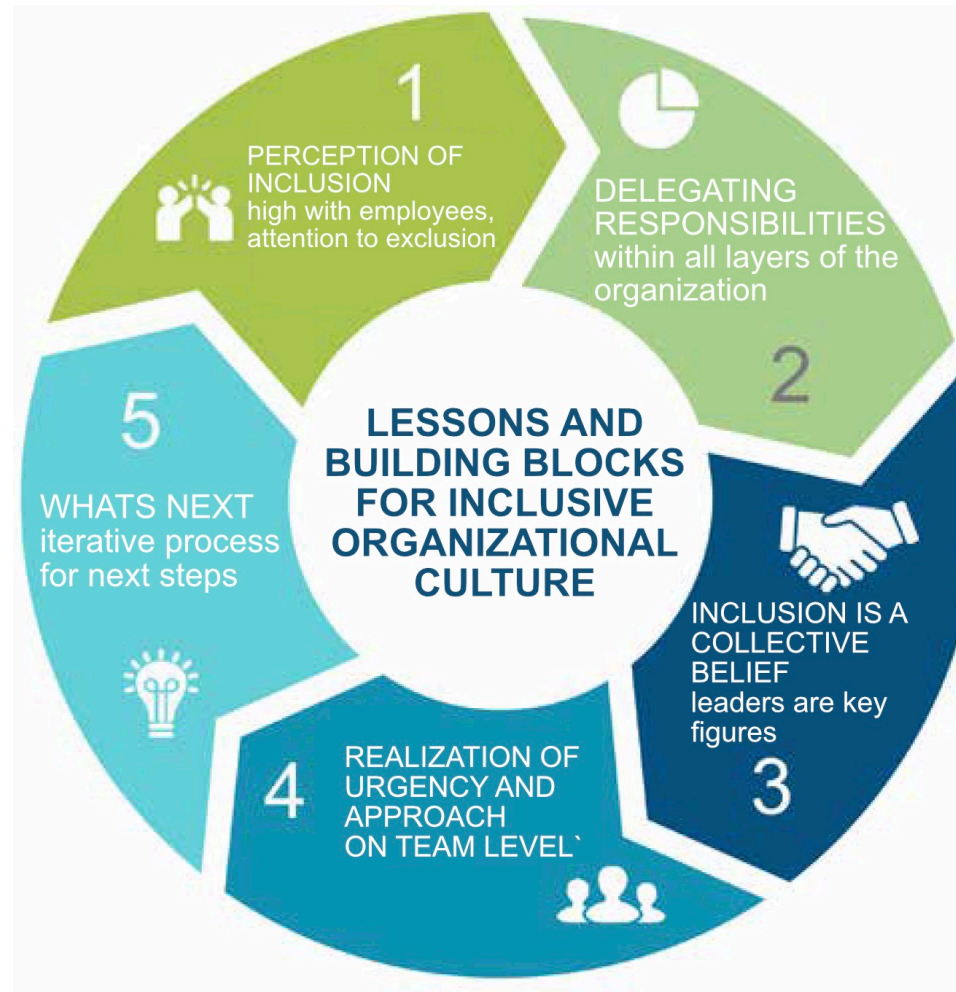 1
PERCEPTION OF
INCLUSION
high with employees,
attention to exclusion
DELEGATING
RESPONSIBILITIES
within all layers of the
organization
2
LESSONS AND
BUILDING BLOCKS
FOR INCLUSIVE
ORGANIZATIONAL
CULTURE
INCLUSION IS A
COLLECTIVE
BELIEF
leaders are key
figures
3
4
REALIZATION OF
URGENCY AND
APPROACH
ON TEAM LEVEL`
5
WHATS NEXT
iterative process
for next steps